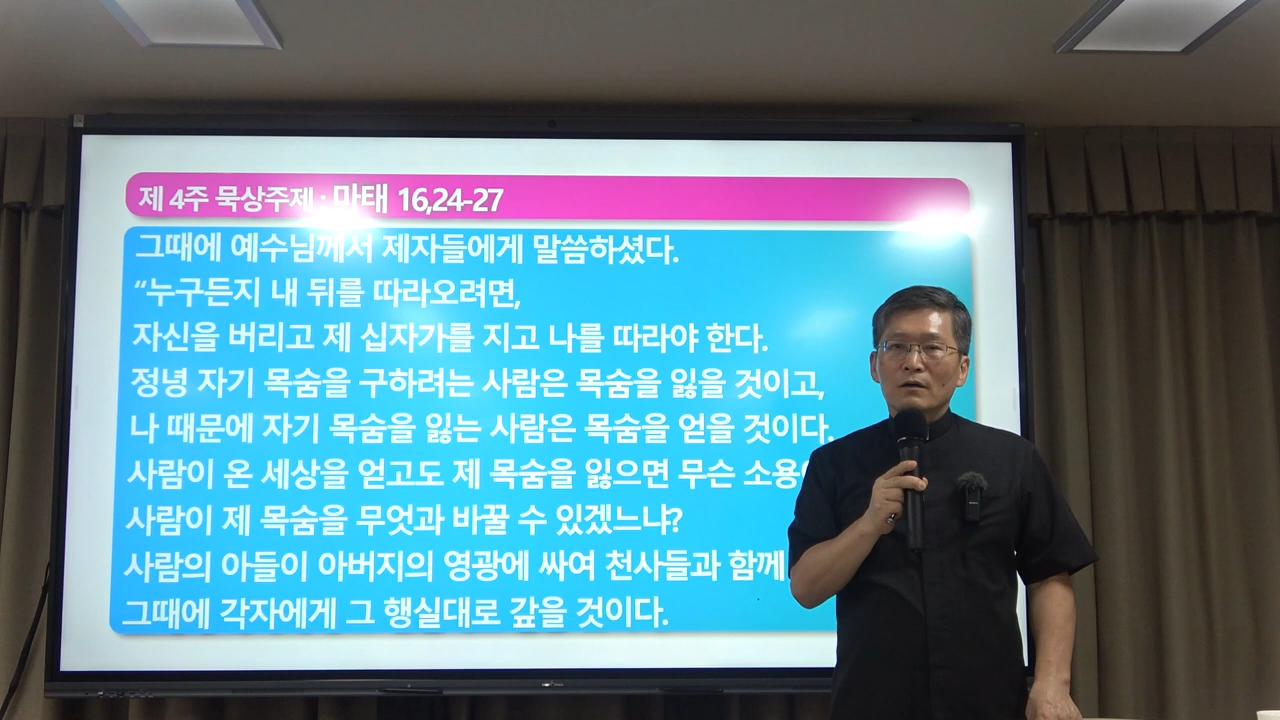 제 4주 묵상주제 : 마태 16,24-27
그때에 예수님께서 제자들에게 말씀하셨다.
“누구든지 내 뒤를 따라오려면,
자신을 버리고 제 십자가를 지고 나를 따라야 한다.
정녕 자기 목숨을 구하려는 사람은 목숨을 잃을 것이고,
나 때문에 자기 목숨을 잃는 사람은 목숨을 얻을 것이다.
사람이 온 세상을 얻고도 제 목숨을 잃으면 무슨
사람이 제 목숨을 무엇과 바꿀 수 있겠느냐?
사람의 아들이 아버지의 영광에 싸여 천사들과 함께
그때에 각자에게 그 행실대로 갚을 것이다.